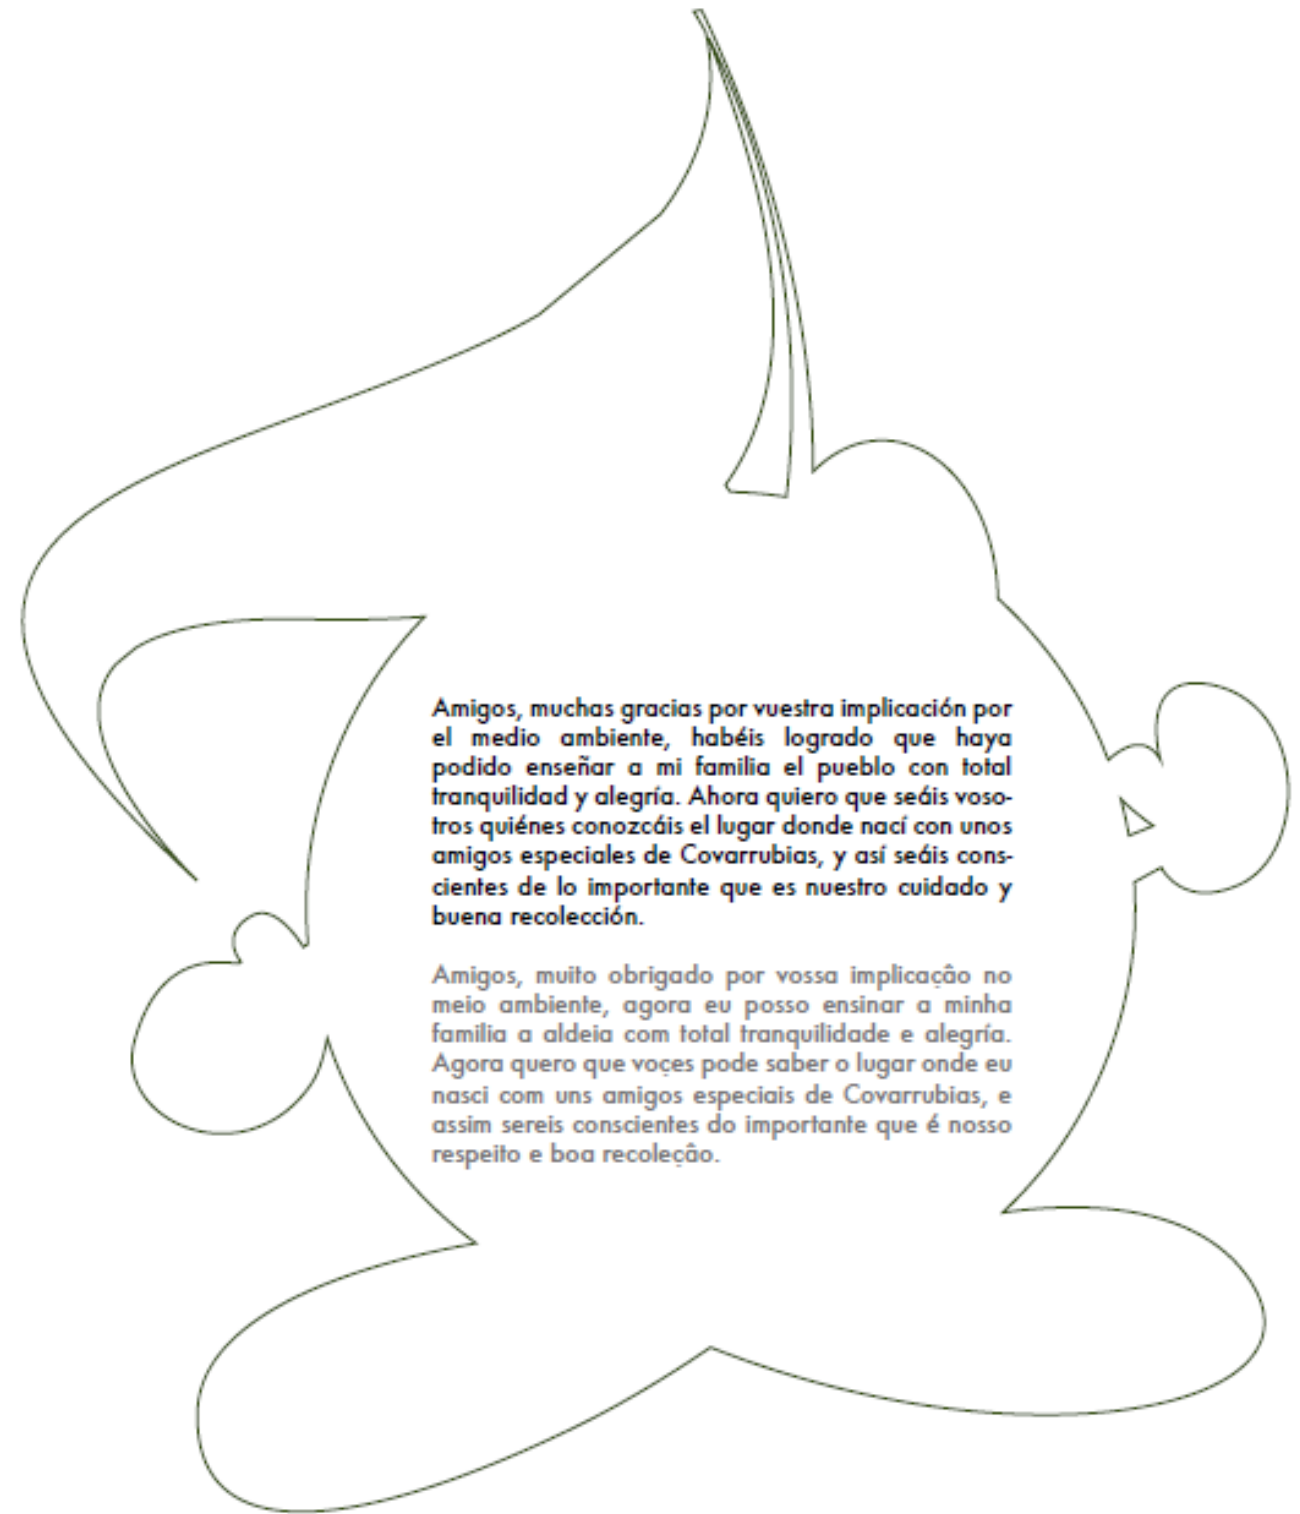 Amigos, muchas gracias por vuestra implicación por
el medio ambiente, habéis logrado que haya
podido enseñar a mi familia el pueblo con total
tranquilidad y alegría. Ahora quiero que seáis voso-
tros quiénes conozcáis el lugar donde nací con unos
amigos especiales de Covarrubias, y así seáis cons-
cientes de lo importante que es nuestro cuidado y
buena recolección.
Amigos, muito obrigado por vossa implicação no
meio ambiente, agora eu posso ensinar a minha
familia a aldeia com total tranquilidade e alegría.
Agora quero que voçes pode saber o lugar onde eu
nasci com uns amigos especiais de Covarrubias, e
assim sereis conscientes do importante que é nosso
respeito e boa recoleção.